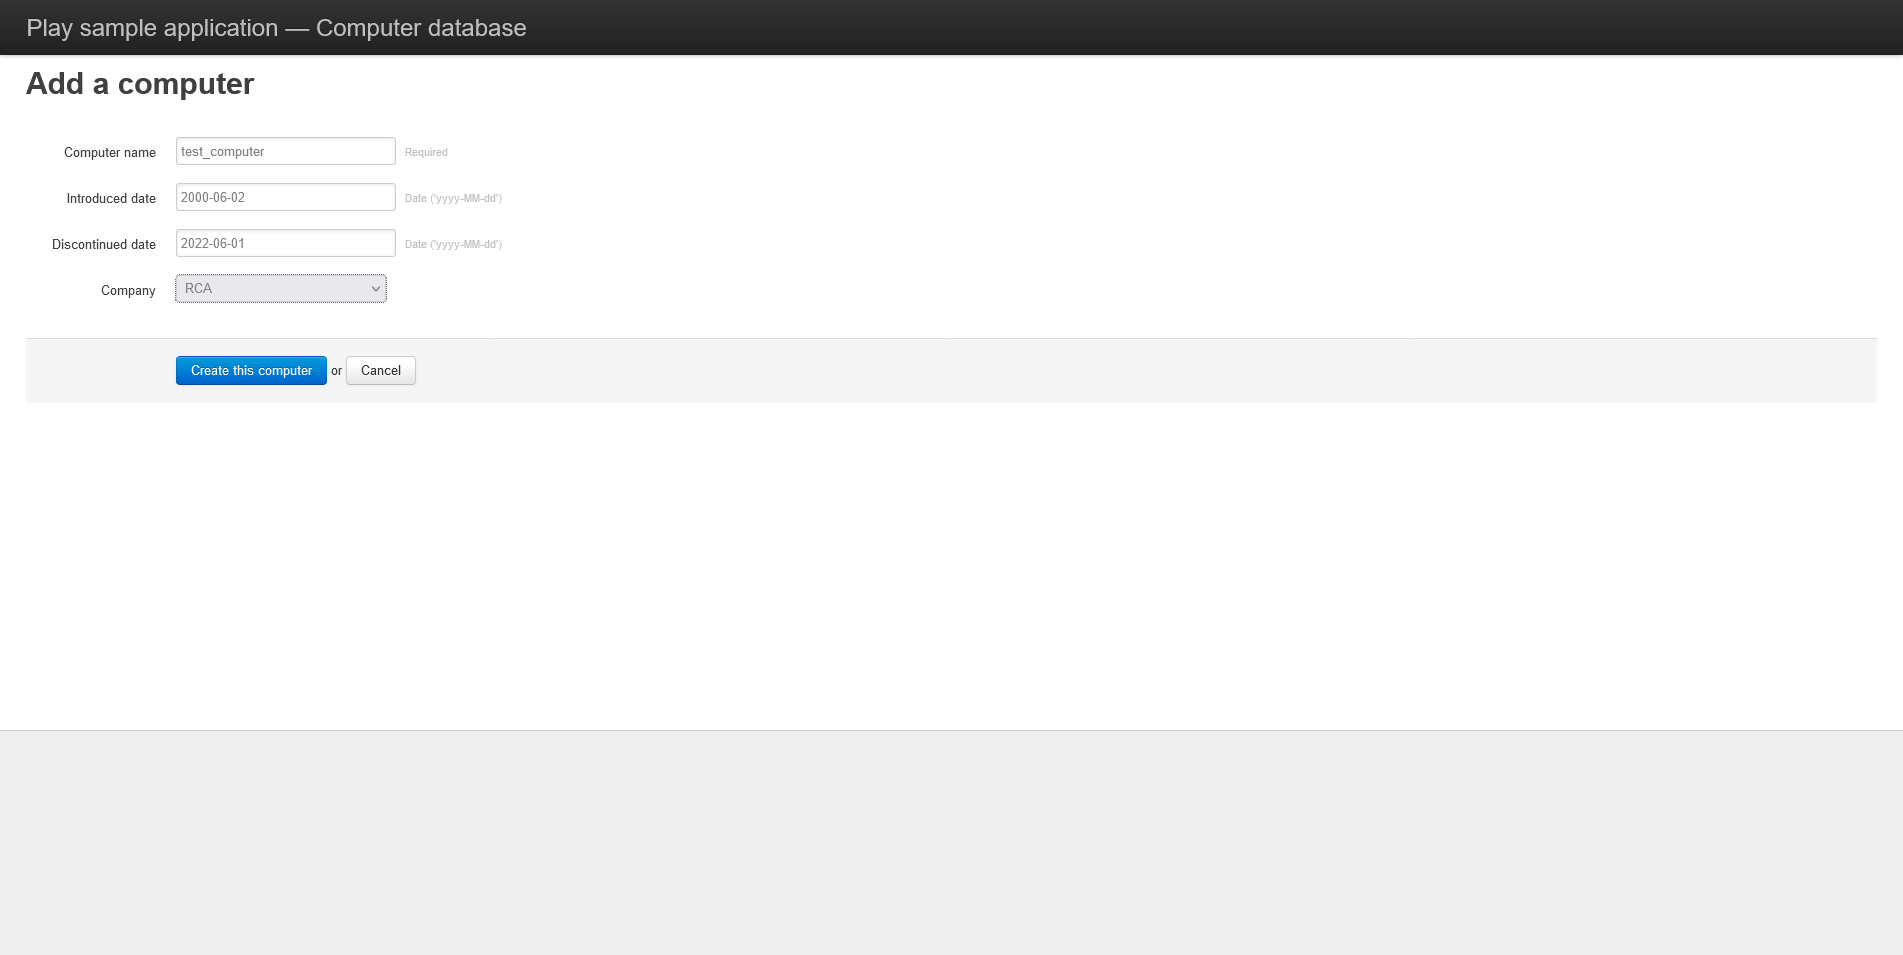 Play sample application — Computer database
Add a computer
Computer name test_computer Required
Introduced date 2000-06-02 Date ('yyyy-MM-dd')
Discontinued date 2022-06-01 Date ('yyyy-MM-dd')
Company RCA
Create this computer or Cancel